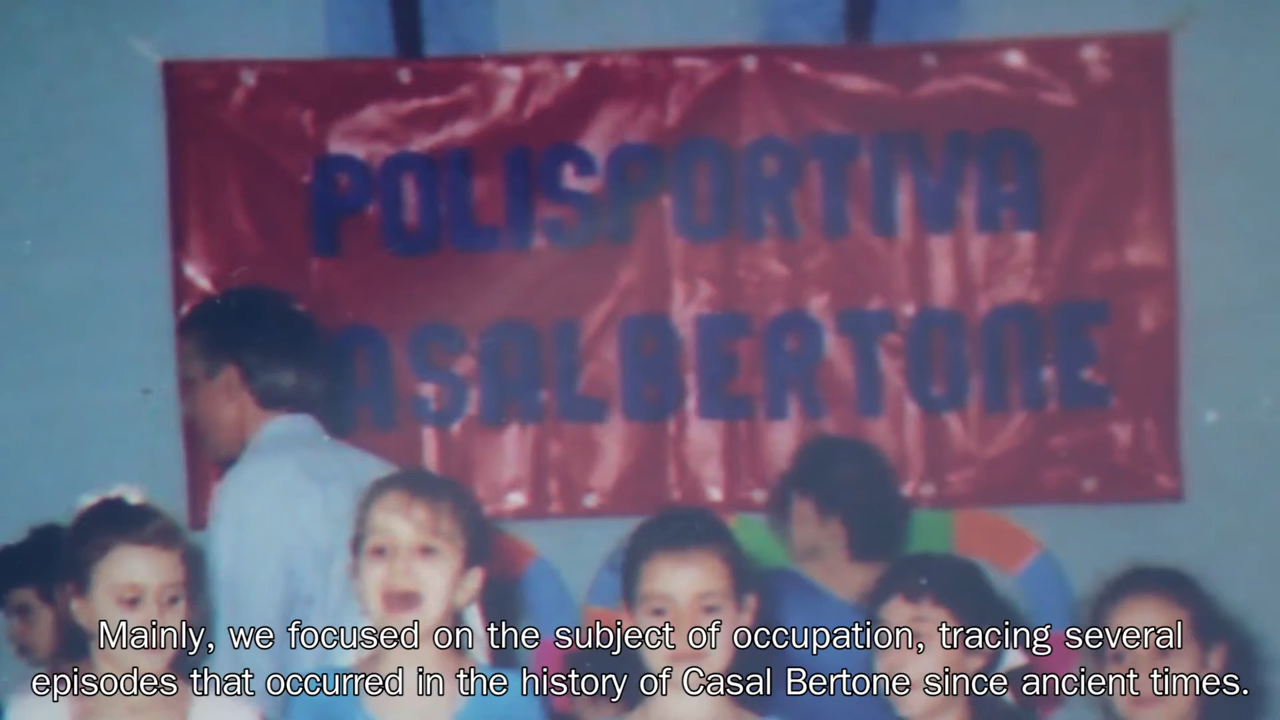 POLISPORTIVA
ASALBERTONE
Mainly, we focused on the subject of occupation, tracing several
episodes that occurred in the history of Casal Bertone since ancient times.